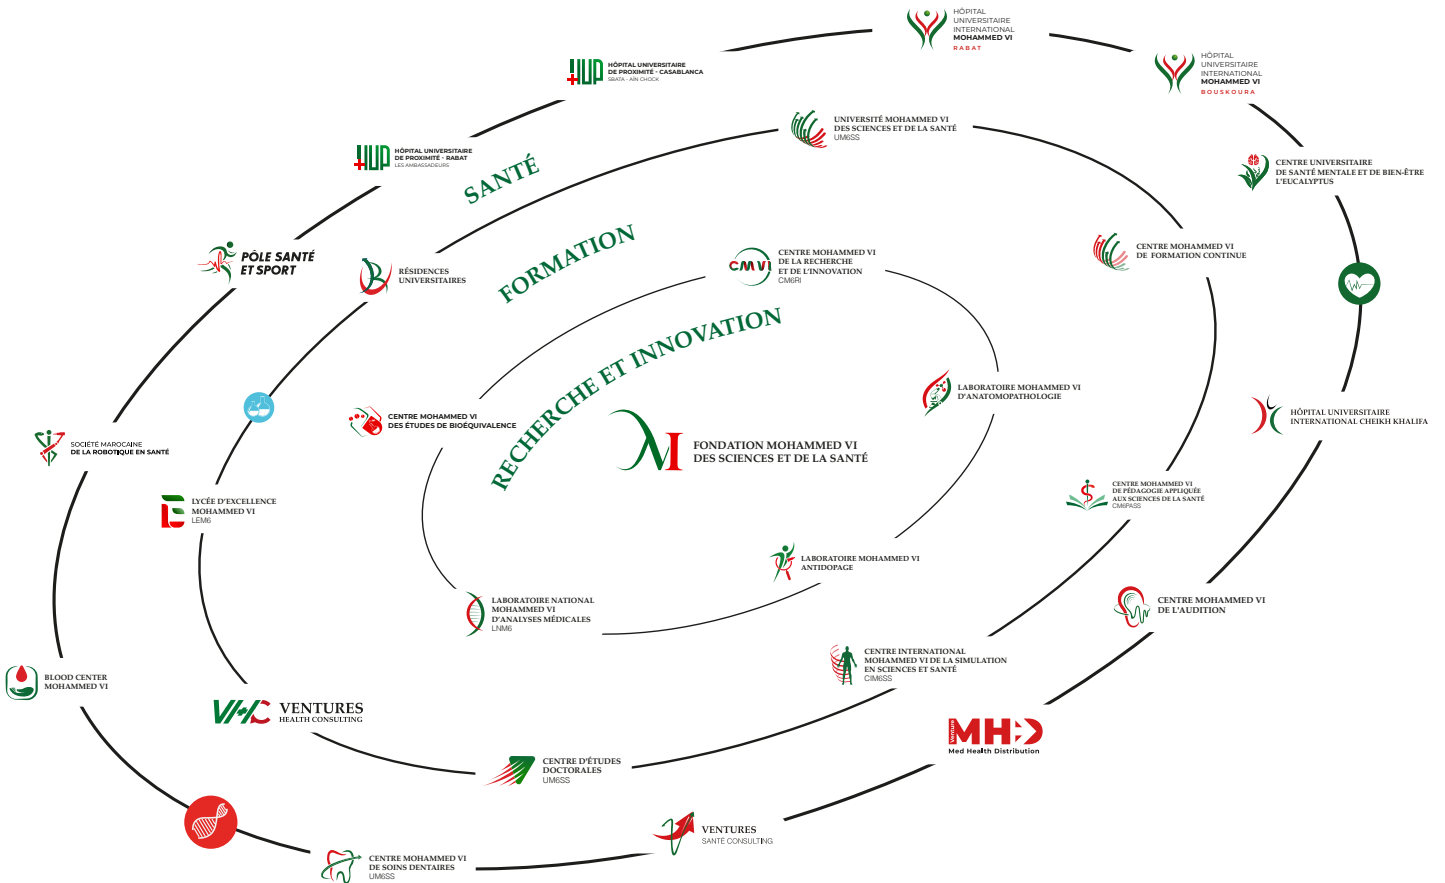 HÔPITAL
UNIVERSITAIRE
INTERNATIONAL
MOHAMMED VI
RABAT
HÔPITAL
UNIVERSITAIRE
INTERNATIONAL
MOHAMMED VI
BOUSKOURA
HUP
HÔPITAL UNIVERSITAIRE
DE PROXIMITÉ - CASABLANCA
SBATA - AÏN CHOCK
HUP
HÔPITAL UNIVERSITAIRE
DE PROXIMITÉ - RABAT
LES AMBASSADEURS
UNIVERSITÉ MOHAMMED VI
DES SCIENCES ET DE LA SANTÉ
UM6SS
CENTRE UNIVERSITAIRE
DE SANTÉ MENTALE ET DE BIEN-ÊTRE
L'EUCALYPTUS
SANTÉ
FORMATION
RECHERCHE ET INNOVATION
PÔLE SANTÉ
ET SPORT
RÉSIDENCES
UNIVERSITAIRES
CMVI
CENTRE MOHAMMED VI
DE LA RECHERCHE
ET DE L'INNOVATION
CM6RI
CENTRE MOHAMMED VI
DE FORMATION CONTINUE
LABORATOIRE MOHAMMED VI
D'ANATOMOPATHOLOGIE
HÔPITAL UNIVERSITAIRE
INTERNATIONAL CHEIKH KHALIFA
CENTRE MOHAMMED VI
DES ÉTUDES DE BIOÉQUIVALENCE
SOCIÉTÉ MAROCAINE
DE LA ROBOTIQUE EN SANTÉ
FONDATION MOHAMMED VI
DES SCIENCES ET DE LA SANTÉ
LYCÉE D'EXCELLENCE
MOHAMMED VI
LEM6
CENTRE MOHAMMED VI
DE PÉDAGOGIE APPLIQUÉE
AUX SCIENCES DE LA SANTÉ
CM6PASS
LABORATOIRE MOHAMMED VI
ANTIDOPAGE
LABORATOIRE NATIONAL
MOHAMMED VI
D'ANALYSES MÉDICALES
LNM6
CENTRE MOHAMMED VI
DE L'AUDITION
CENTRE INTERNATIONAL
MOHAMMED VI DE LA SIMULATION
EN SCIENCES ET SANTÉ
CIM6SS
BLOOD CENTER
MOHAMMED VI
VHC
VENTURES
HEALTH CONSULTING
Ventures
MHD
Med Health Distribution
CENTRE D'ÉTUDES
DOCTORALES
UM6SS
VENTURES
SANTÉ CONSULTING
CENTRE MOHAMMED VI
DE SOINS DENTAIRES
UM6SS